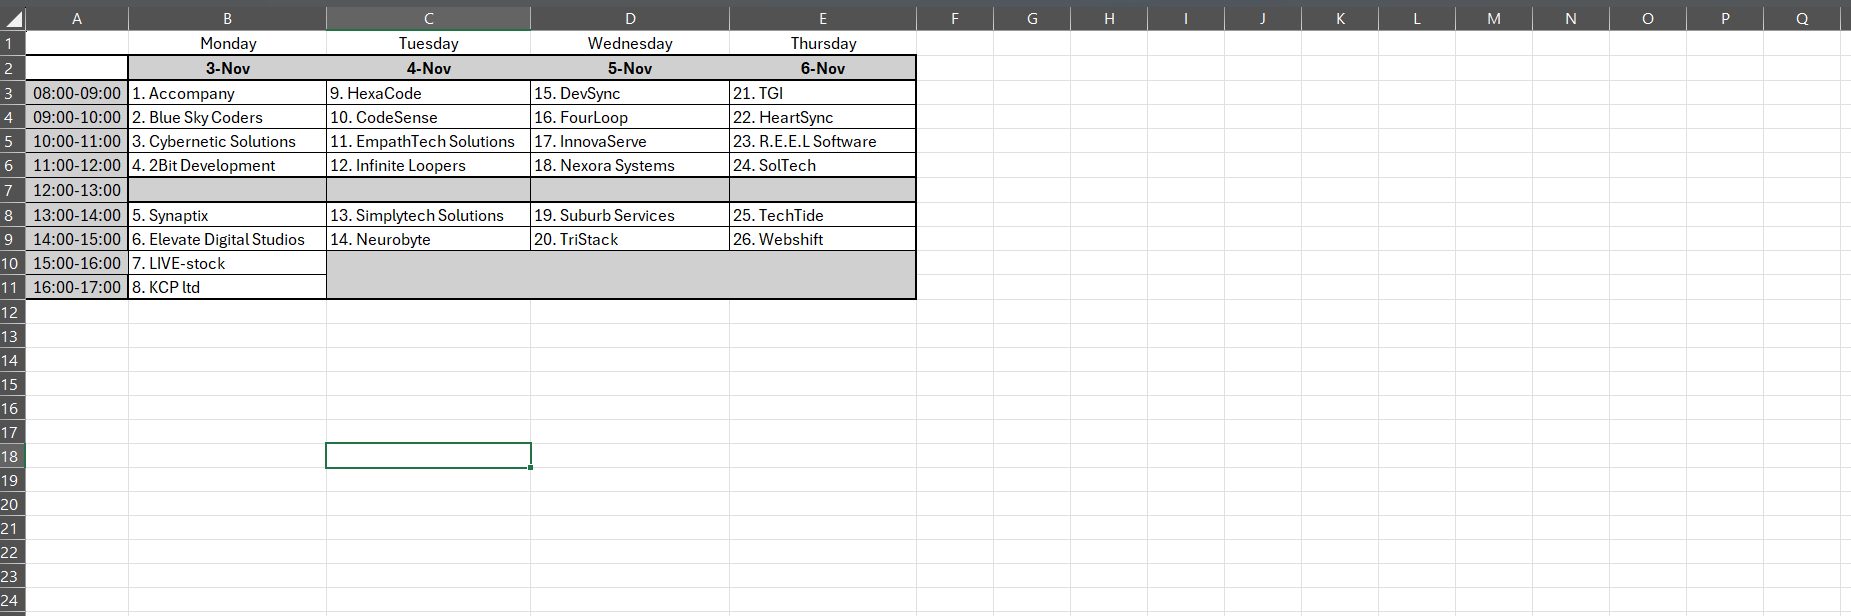 A B C D E F G H I J K L M N O P Q
1 Monday Tuesday Wednesday Thursday
2 3-Nov 4-Nov 5-Nov 6-Nov
3 08:00-09:00 1. Accompany 9. HexaCode 15. DevSync 21. TGI
4 09:00-10:00 2. Blue Sky Coders 10. CodeSense 16. FourLoop 22. HeartSync
5 10:00-11:00 3. Cybernetic Solutions 11. EmpathTech Solutions 17. InnovaServe 23. R.E.E.L Software
6 11:00-12:00 4. 2Bit Development 12. Infinite Loopers 18. Nexora Systems 24. SolTech
7 12:00-13:00
8 13:00-14:00 5. Synaptix 13. Simplytech Solutions 19. Suburb Services 25. TechTide
9 14:00-15:00 6. Elevate Digital Studios 14. Neurobyte 20. TriStack 26. Webshift
10 15:00-16:00 7. LIVE-stock
11 16:00-17:00 8. KCP ltd
12
13
14
15
16
17
18
19
20
21
22
23
24